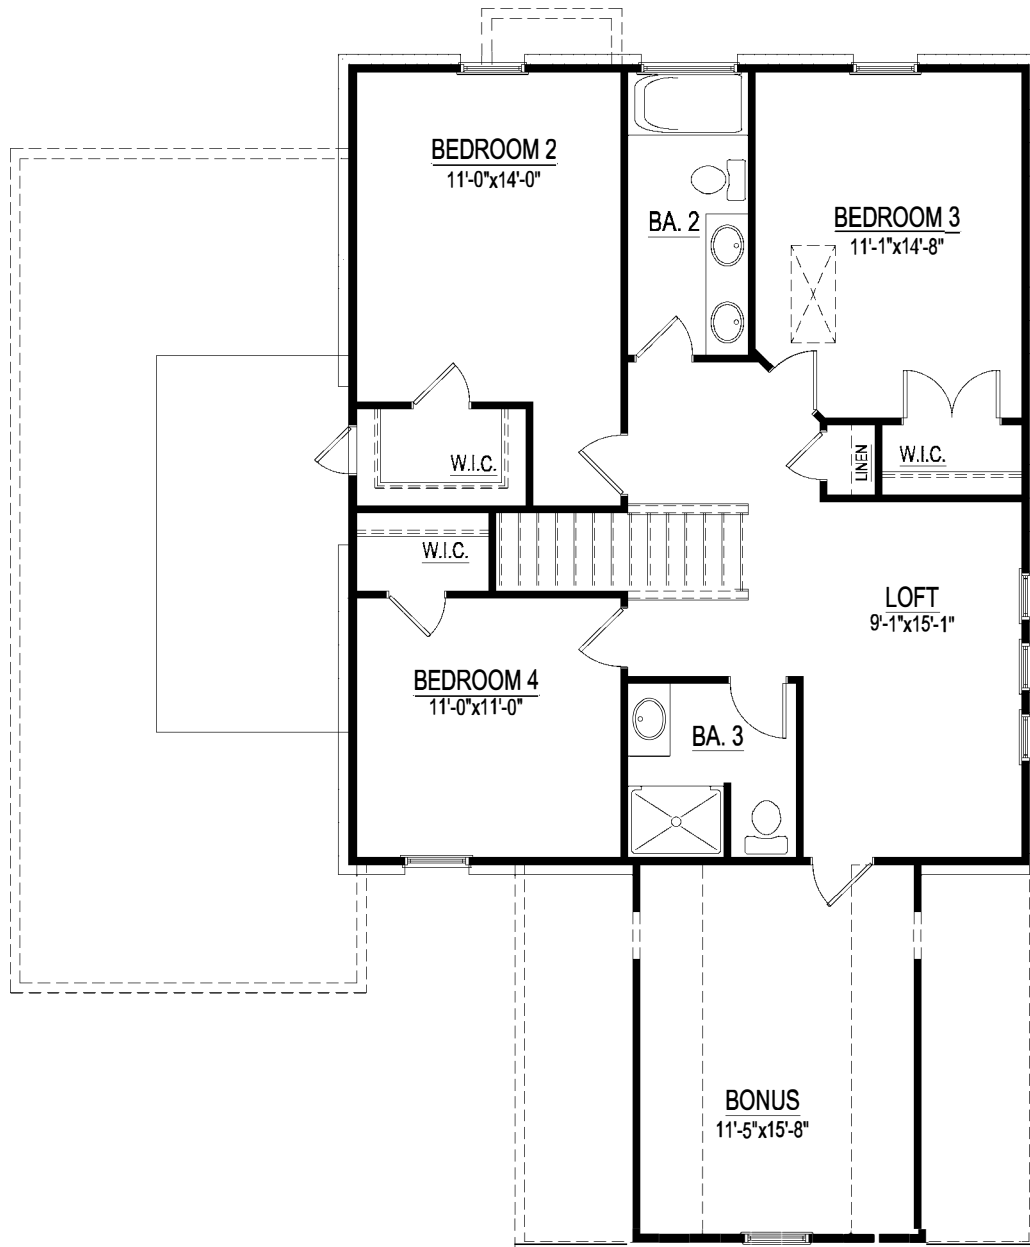 BEDROOM 2
11'-0"x14'-0"
BA. 2
BEDROOM 3
11'-1"x14'-8"
W.I.C.
LINEN
W.I.C.
W.I.C.
LOFT
9'-1"x15'-1"
BEDROOM 4
11'-0"x11'-0"
BA. 3
BONUS
11'-5"x15'-8"